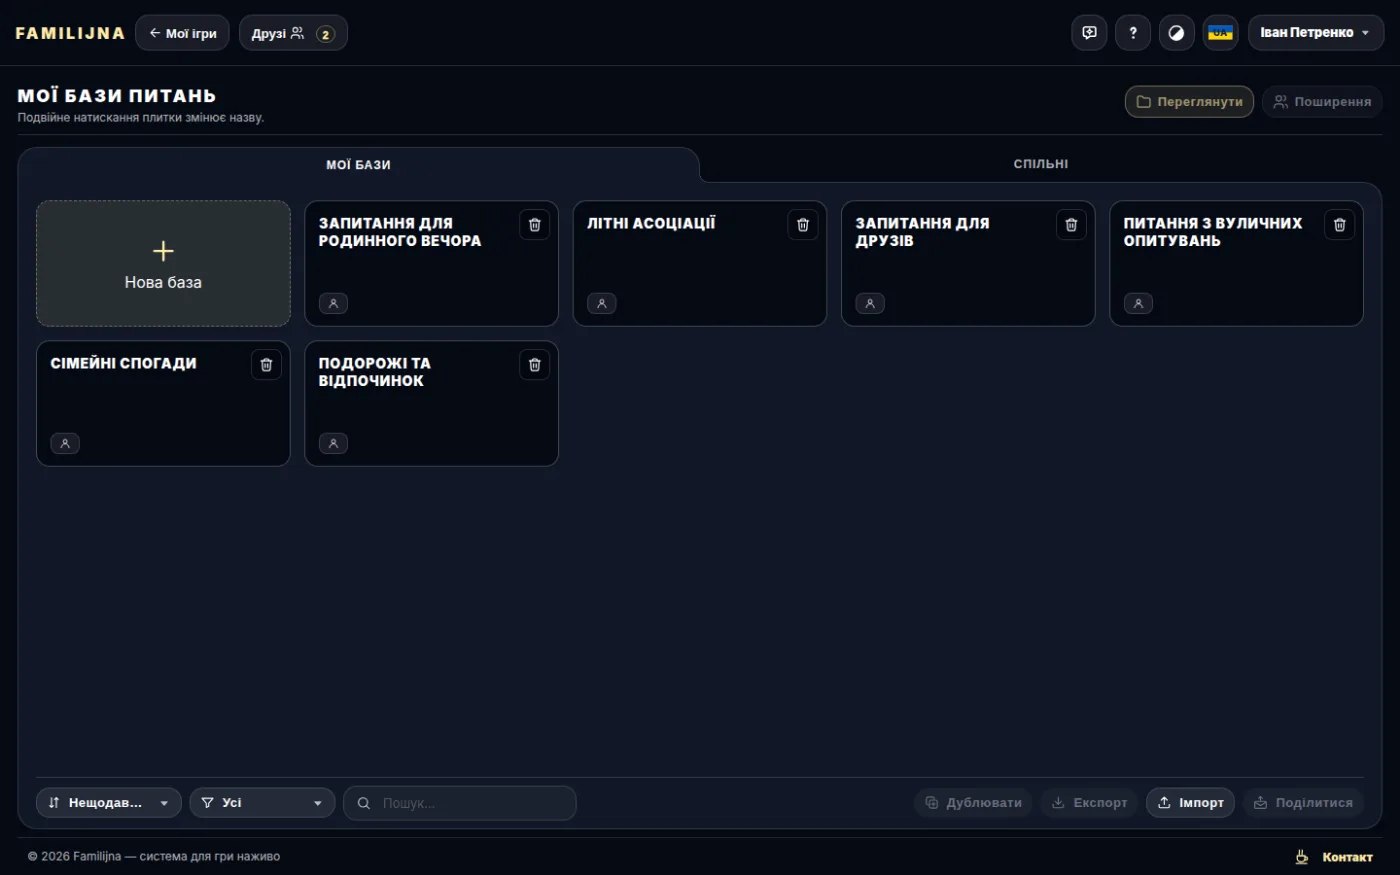 FAMILIJNA
← Мої ігри
Друзі 2
?
UA
Іван Петренко
МОЇ БАЗИ ПИТАНЬ
Подвійне натискання плитки змінює назву.
Переглянути
Поширення
МОЇ БАЗИ
СПІЛЬНІ
Нова база
ЗАПИТАННЯ ДЛЯ
РОДИННОГО ВЕЧОРА
ЛІТНІ АСОЦІАЦІЇ
ЗАПИТАННЯ ДЛЯ
ДРУЗІВ
ПИТАННЯ З ВУЛИЧНИХ
ОПИТУВАНЬ
СІМЕЙНІ СПОГАДИ
ПОДОРОЖІ ТА
ВІДПОЧИНОК
Нещодав...
Усі
Пошук...
Дублювати
Експорт
Імпорт
Поділитися
© 2026 Familijna — система для гри наживо
Контакт